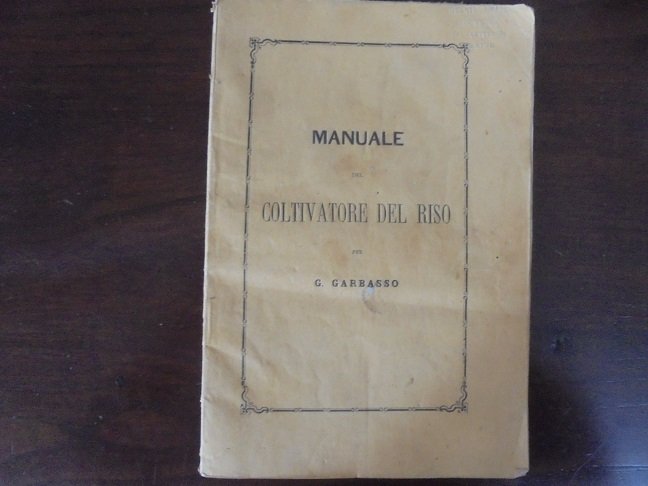 MANUALE
DEL
COLTIVATORE DEL RISO
PER
G. GARBASSO